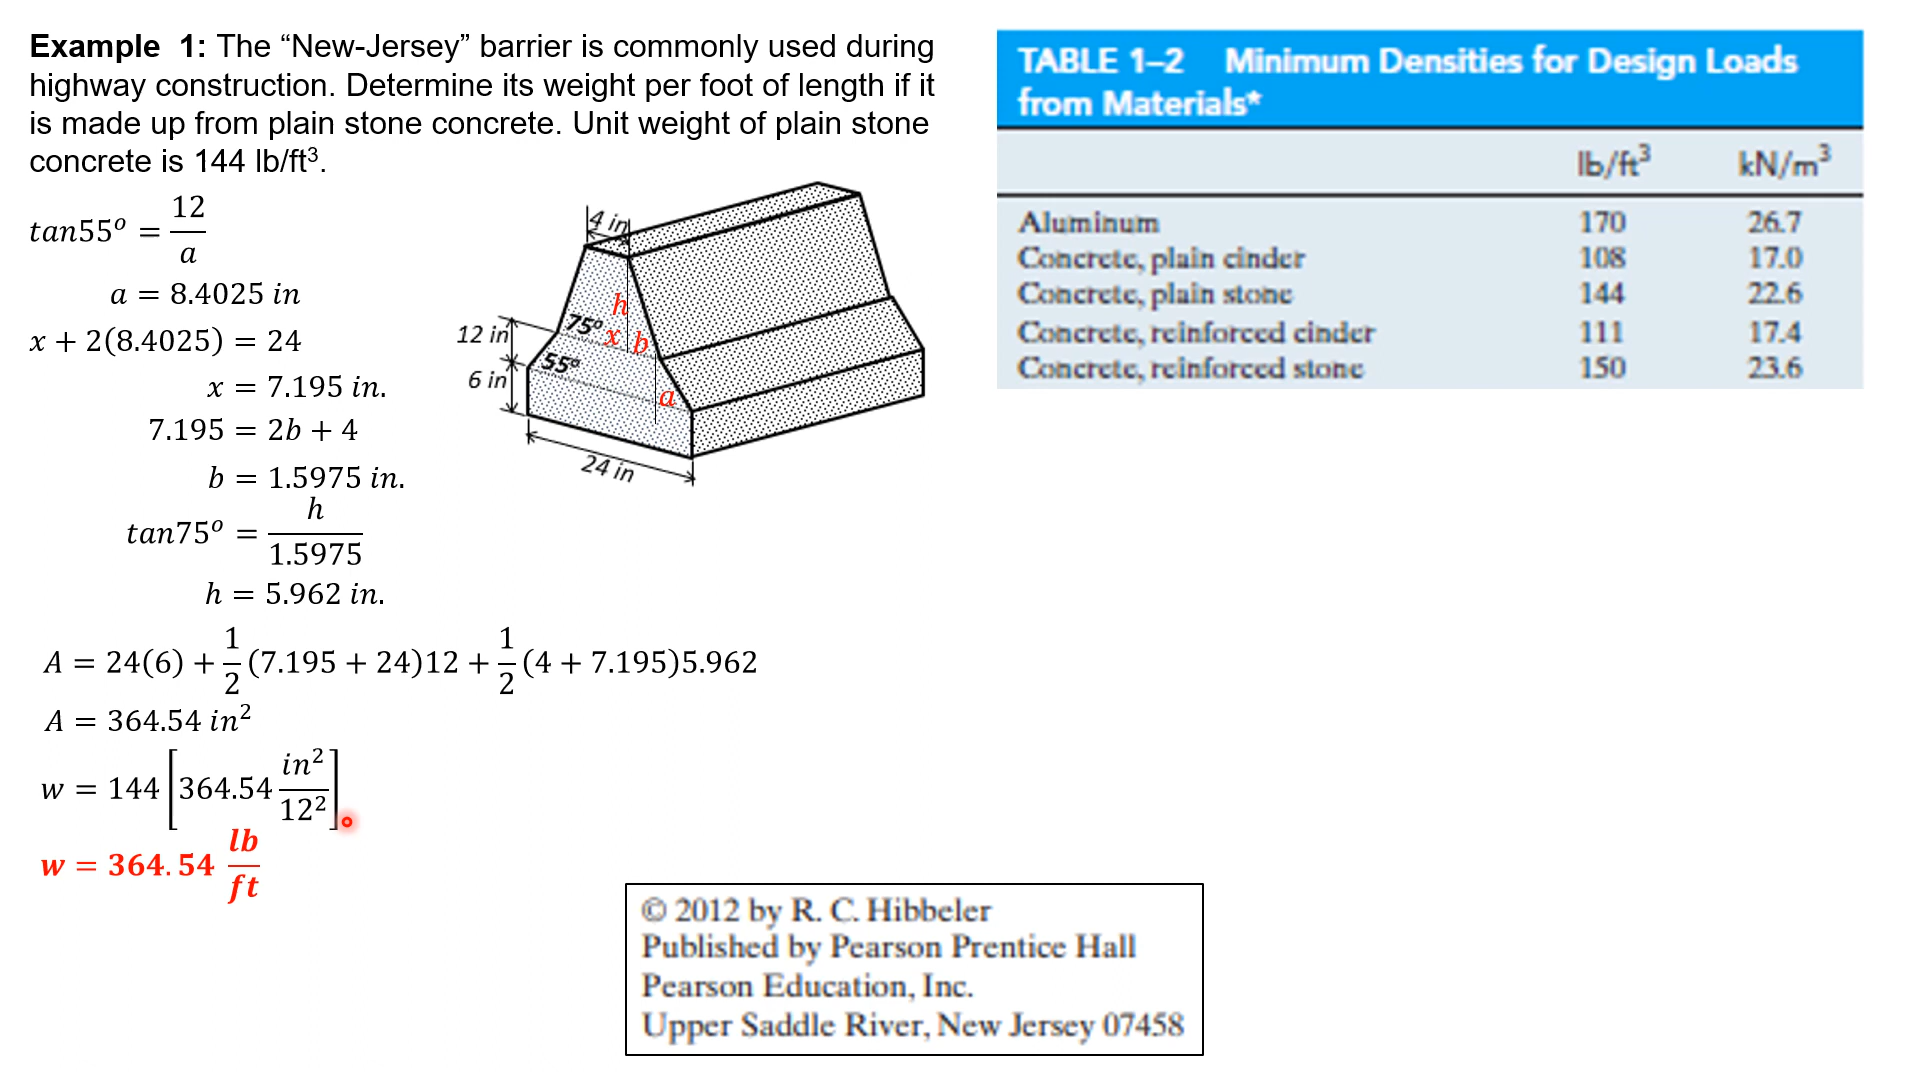 Example 1: The “New-Jersey” barrier is commonly used during
highway construction. Determine its weight per foot of length if it
is made up from plain stone concrete. Unit weight of plain stone
concrete is 144 lb/ft³.
tan55° = 12/a
a = 8.4025 in
x + 2(8.4025) = 24
x = 7.195 in.
7.195 = 2b + 4
b = 1.5975 in.
tan75° = h/1.5975
h = 5.962 in.
A = 24(6) + 1/2(7.195 + 24)12 + 1/2(4 + 7.195)5.962
A = 364.54 in²
w = 144[364.54 in²/12²]
w = 364.54 lb/ft
4 in
h
75°
x
b
12 in
55°
6 in
a
24 in
TABLE 1–2 Minimum Densities for Design Loads
from Materials*
lb/ft³ kN/m³
Aluminum 170 26.7
Concrete, plain cinder 108 17.0
Concrete, plain stone 144 22.6
Concrete, reinforced cinder 111 17.4
Concrete, reinforced stone 150 23.6
© 2012 by R. C. Hibbeler
Published by Pearson Prentice Hall
Pearson Education, Inc.
Upper Saddle River, New Jersey 07458